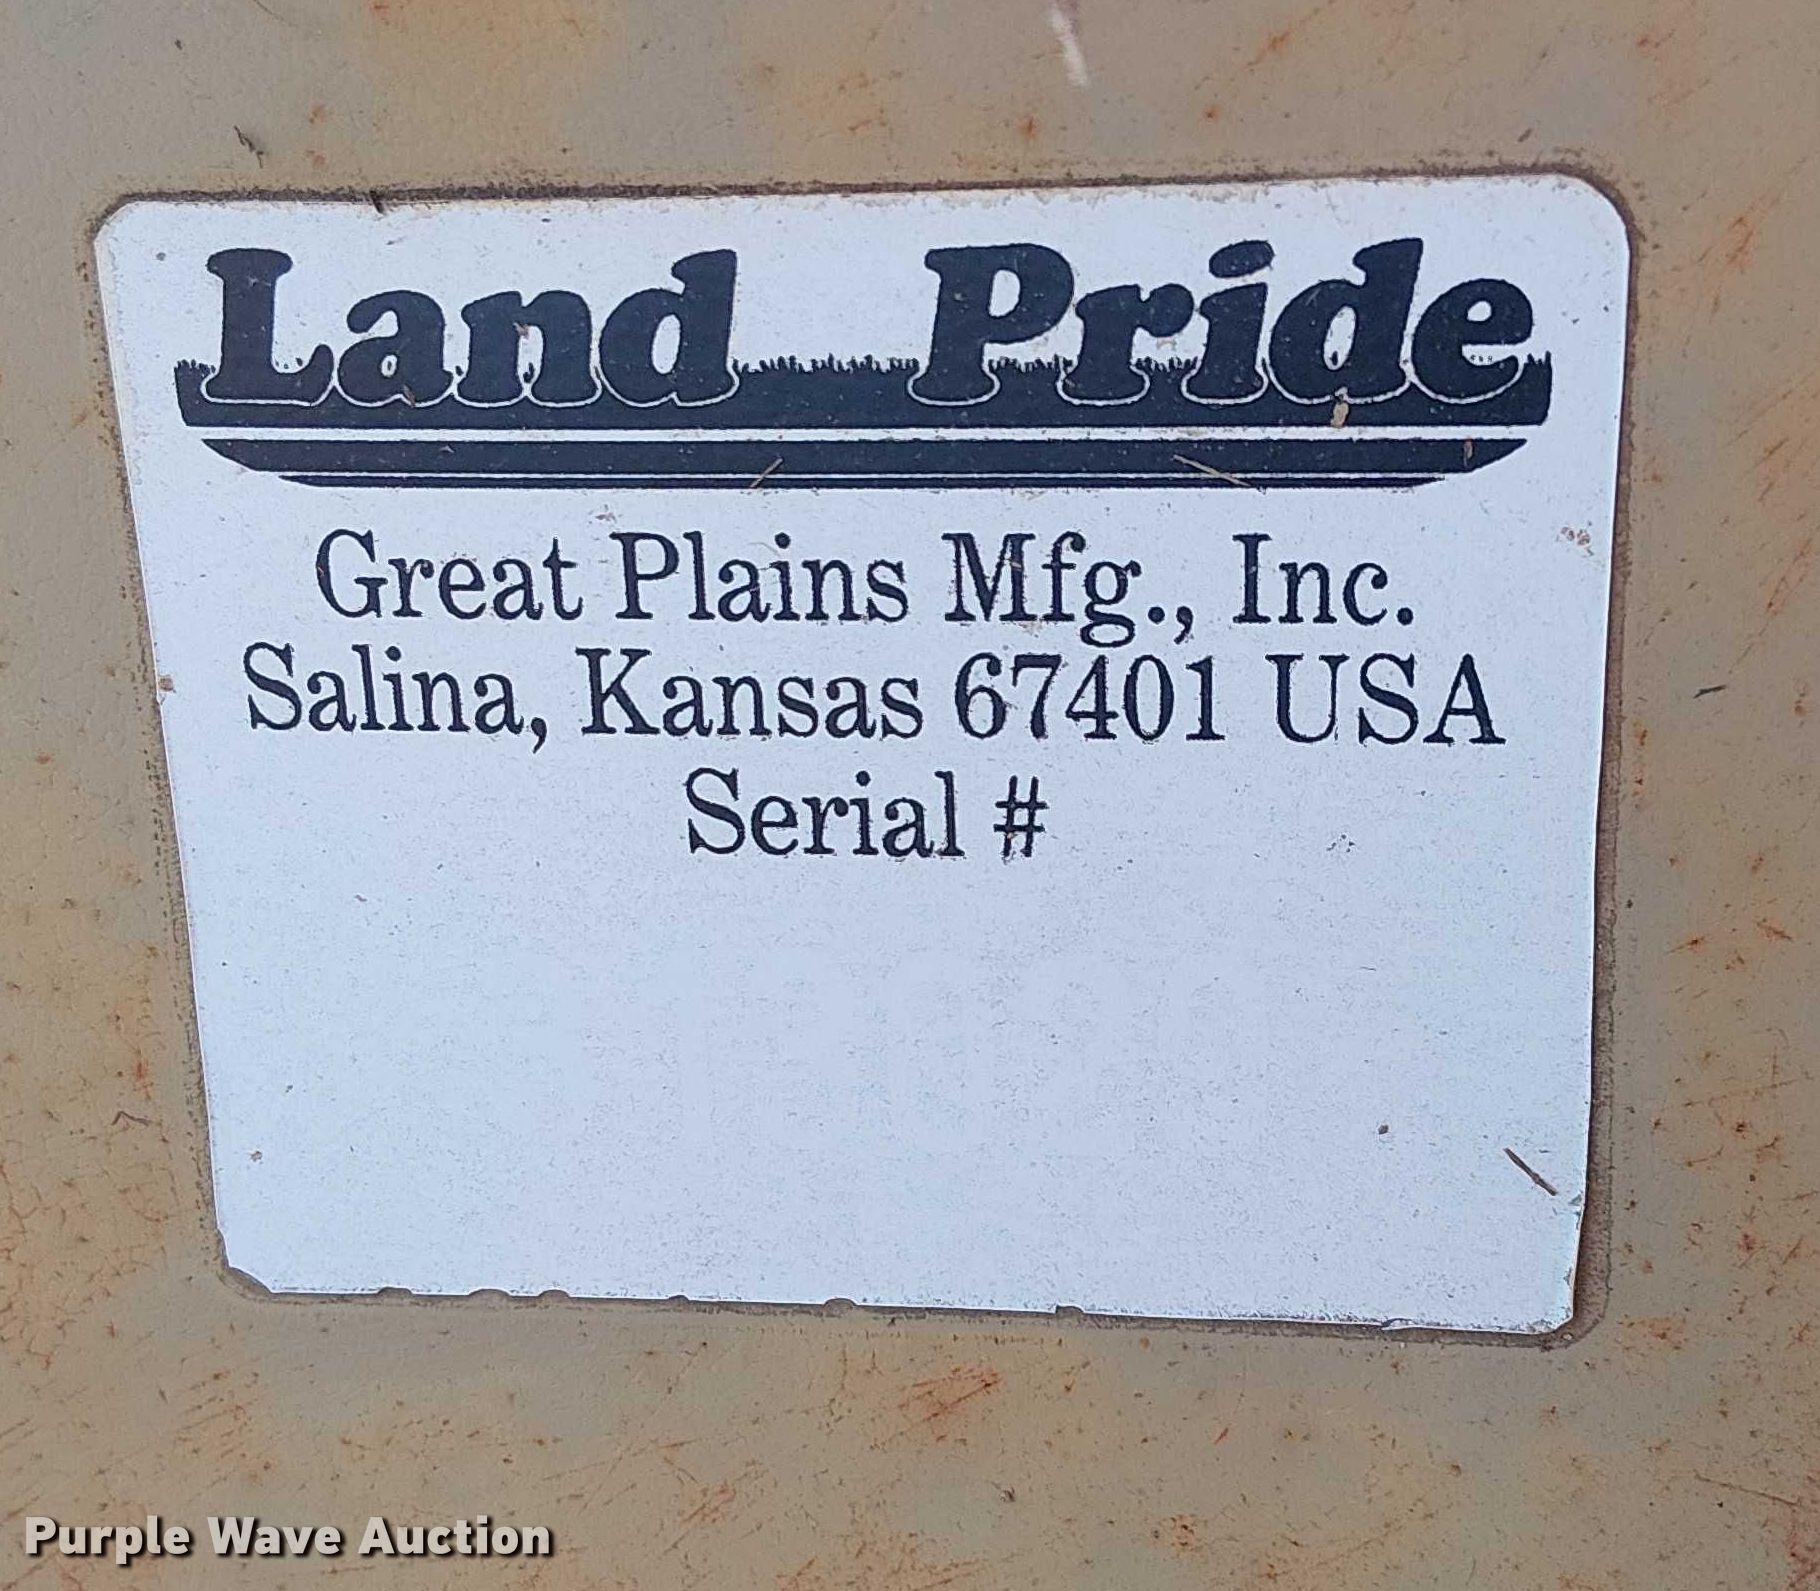 Land Pride
Great Plains Mfg., Inc.
Salina, Kansas 67401 USA
Serial #
Purple Wave Auction